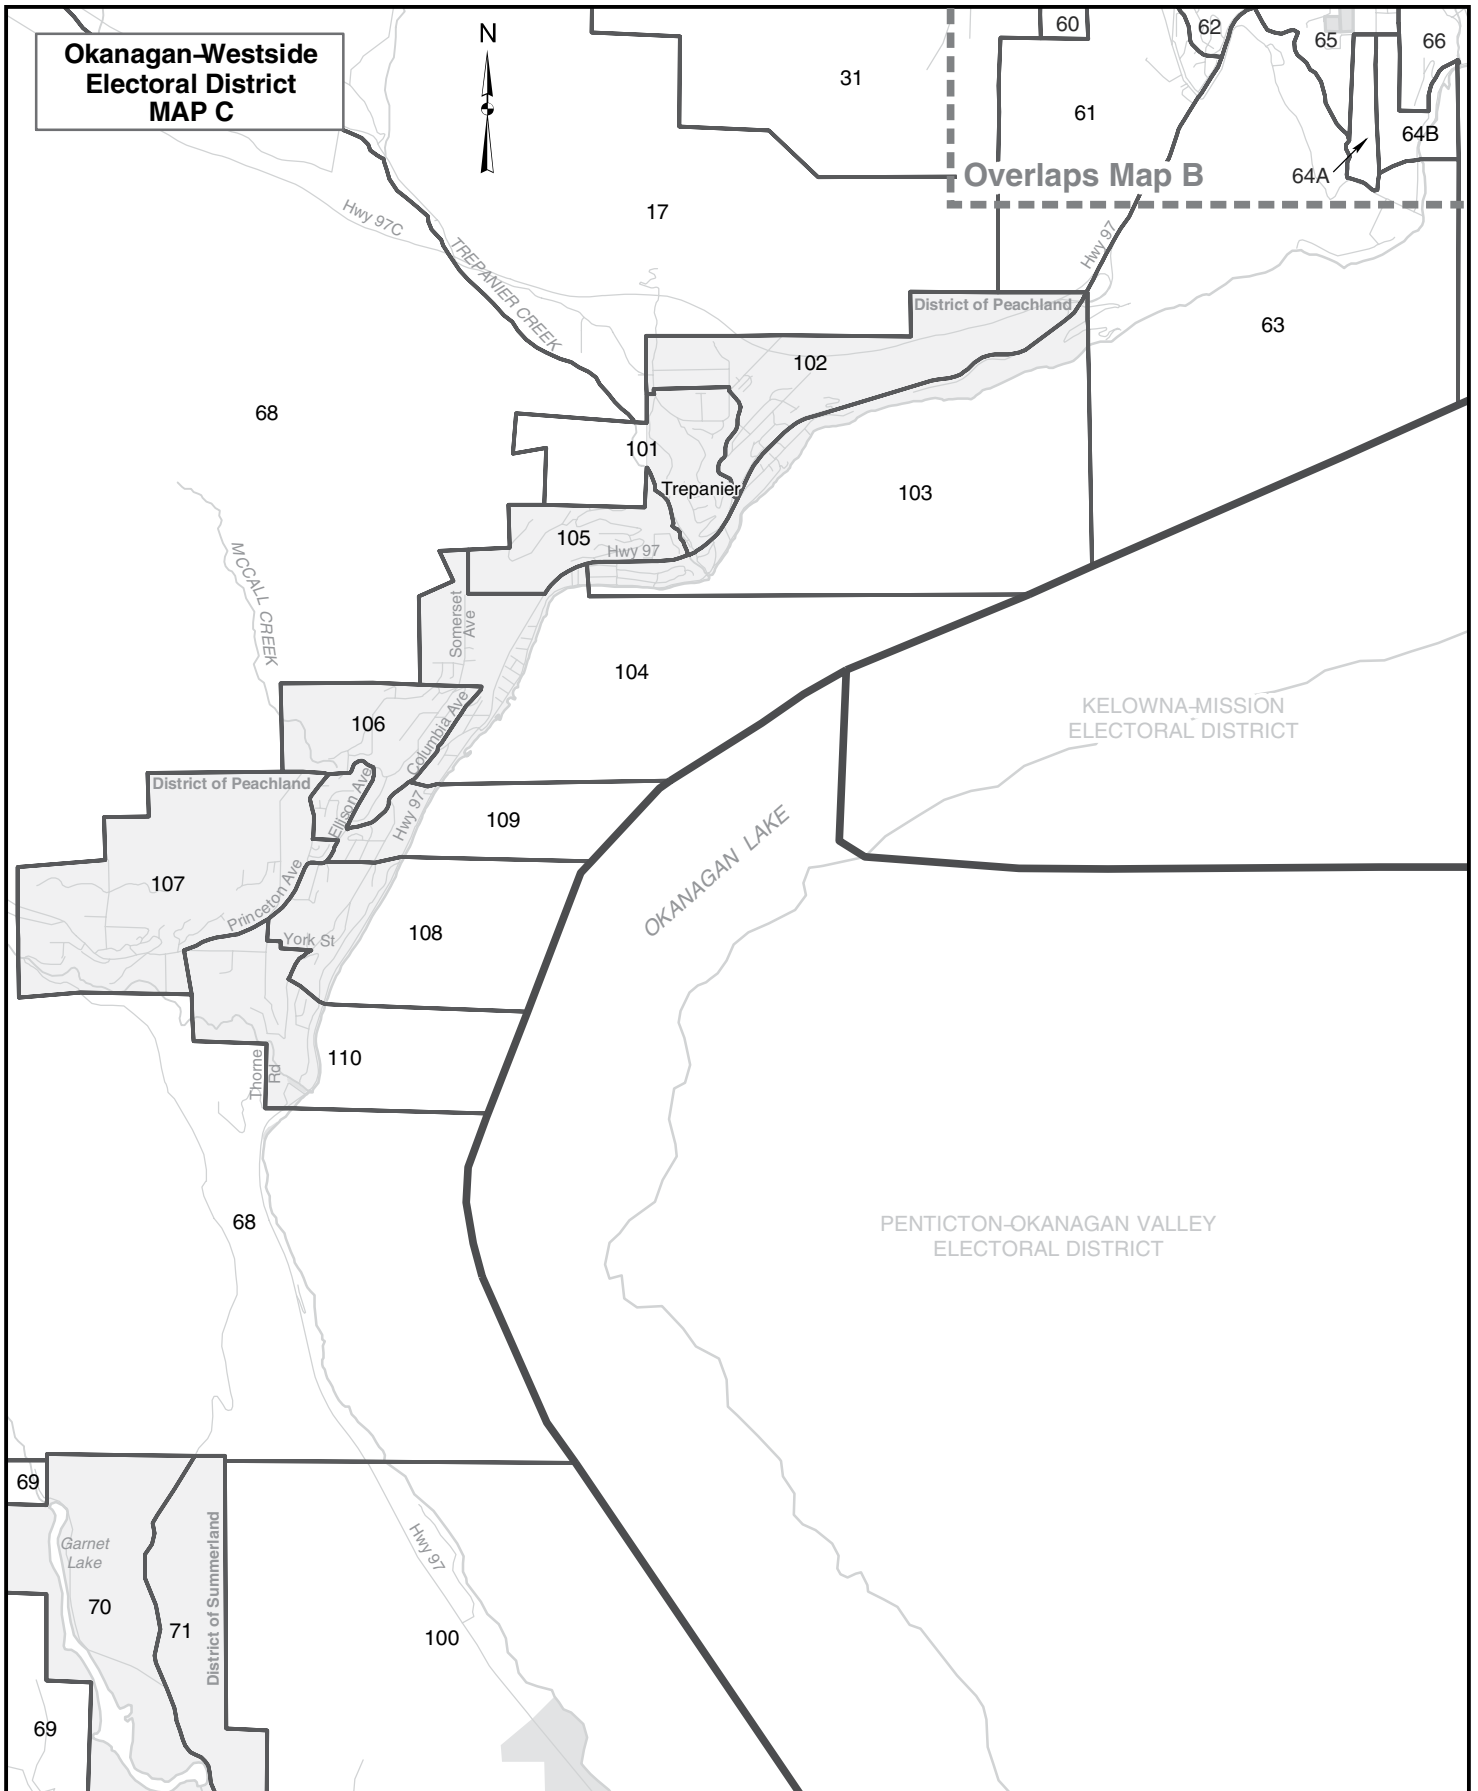 Okanagan–Westside
Electoral District
MAP C
N
60
62
65
66
31
61
64B
64A
Overlaps Map B
17
Hwy 97C
TREPANIER CREEK
Hwy 97
District of Peachland
63
102
68
101
Trepanier
103
105
Hwy 97
MCCALL CREEK
Somerset
Ave
104
KELOWNA–MISSION
ELECTORAL DISTRICT
106
Columbia Ave
District of Peachland
Ellison Ave
Hwy 97
109
OKANAGAN LAKE
107
Princeton Ave
York St
108
110
Thorne
Rd
68
PENTICTON–OKANAGAN VALLEY
ELECTORAL DISTRICT
69
Garnet
Lake
District of Summerland
Hwy 97
70
71
100
69